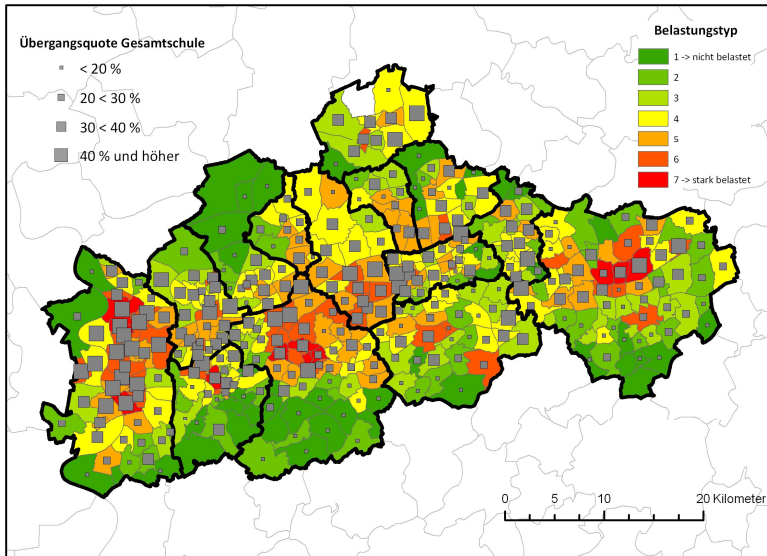 Übergangsquote Gesamtschule
< 20 %
20 < 30 %
30 < 40 %
40 % und höher
Belastungstyp
1 -> nicht belastet
2
3
4
5
6
7 -> stark belastet
0 5 10 20 Kilometer